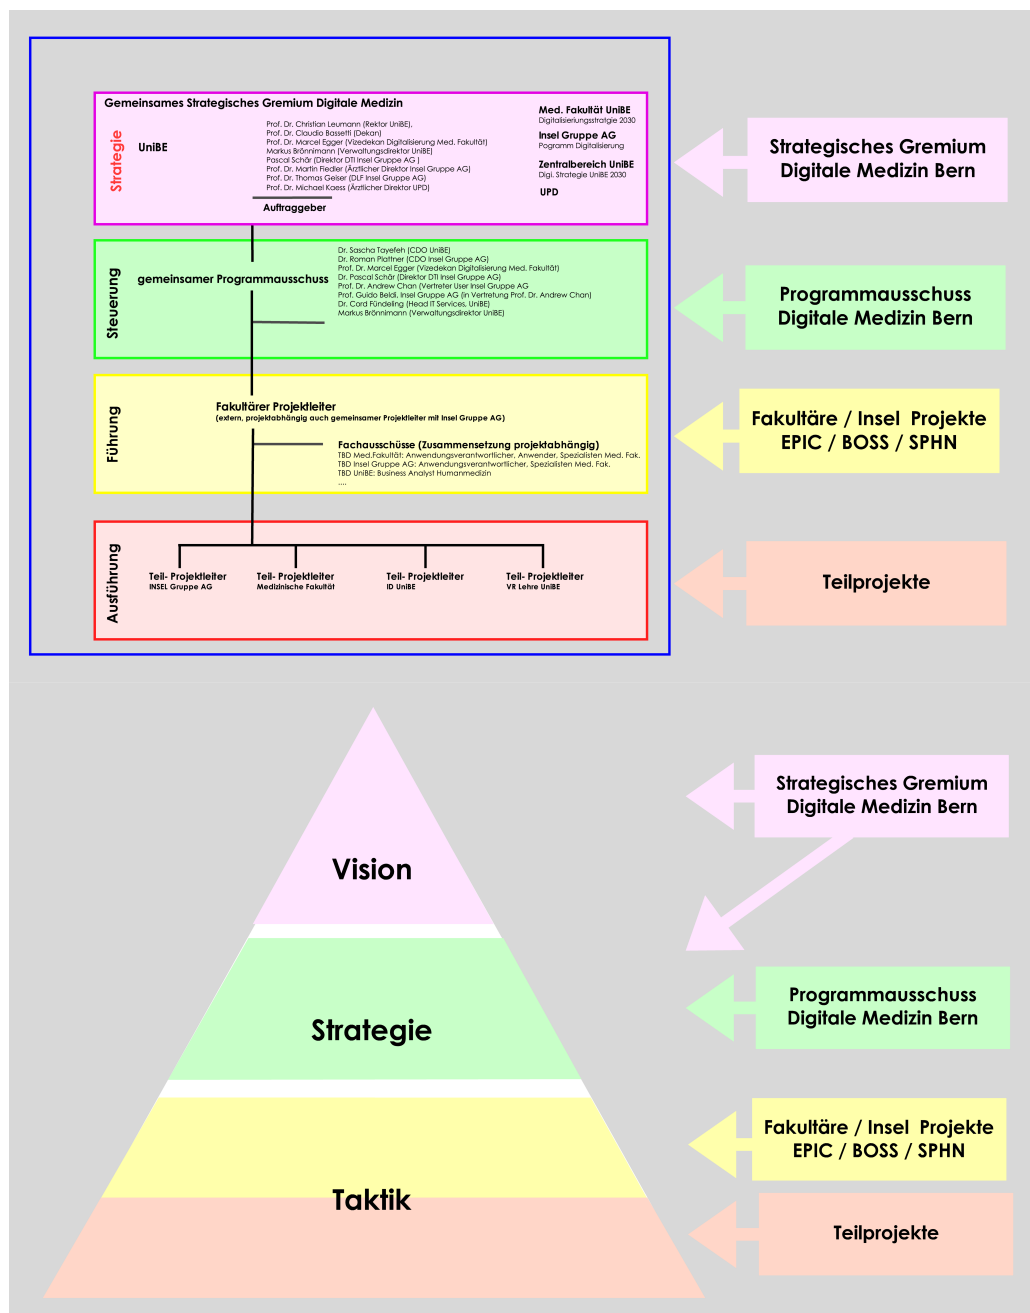 Gemeinsames Strategisches Gremium Digitale Medizin
Strategie
UniBE
Prof. Dr. Christian Leumann (Rektor UniBE),
Prof. Dr. Claudio Bassetti (Dekan)
Prof. Dr. Marcel Egger (Vizedekan Digitalisierung Med. Fakultät)
Markus Brönnimann (Verwaltungsdirektor UniBE)
Pascal Schär (Direktor DTI Insel Gruppe AG )
Prof. Dr. Martin Fiedler (Ärztlicher Direktor Insel Gruppe AG)
Prof. Dr. Thomas Geiser (DLF Insel Gruppe AG)
Prof. Dr. Michael Kaess (Ärztlicher Direktor UPD)
Auftraggeber
Med. Fakultät UniBE
Digitalisieriungsstratgie 2030
Insel Gruppe AG
Pogramm Digitalisierung
Zentralbereich UniBE
Digi. Strategie UniBE 2030
UPD
Strategisches Gremium
Digitale Medizin Bern
Steuerung
gemeinsamer Programmausschuss
Dr. Sascha Tayefeh (CDO UniBE)
Dr. Roman Plattner (CDO Insel Gruppe AG)
Prof. Dr. Marcel Egger (Vizedekan Digitalisierung Med. Fakultät)
Dr. Pascal Schär (Direktor DTI Insel Gruppe AG)
Prof. Dr. Andrew Chan (Vertreter User Insel Gruppe AG
Prof. Guido Beldi, Insel Gruppe AG (in Vertretung Prof. Dr. Andrew Chan)
Dr. Cord Fündeling (Head IT Services, UniBE)
Markus Brönnimann (Verwaltungsdirektor UniBE)
Programmausschuss
Digitale Medizin Bern
Führung
Fakultärer Projektleiter
(extern, projektabhängig auch gemeinsamer Projektleiter mit Insel Gruppe AG)
Fachausschüsse (Zusammensetzung projektabhängig)
TBD Med.Fakultät: Anwendungsverantwortlicher, Anwender, Spezialisten Med. Fak.
TBD Insel Gruppe AG: Anwendungsverantwortlicher, Spezialisten Med. Fak.
TBD UniBE: Business Analyst Humanmedizin
....
Fakultäre / Insel Projekte
EPIC / BOSS / SPHN
Ausführung
Teil- Projektleiter
INSEL Gruppe AG
Teil- Projektleiter
Medizinische Fakultät
Teil- Projektleiter
ID UniBE
Teil- Projektleiter
VR Lehre UniBE
Teilprojekte
Vision
Strategisches Gremium
Digitale Medizin Bern
Strategie
Programmausschuss
Digitale Medizin Bern
Taktik
Fakultäre / Insel Projekte
EPIC / BOSS / SPHN
Teilprojekte